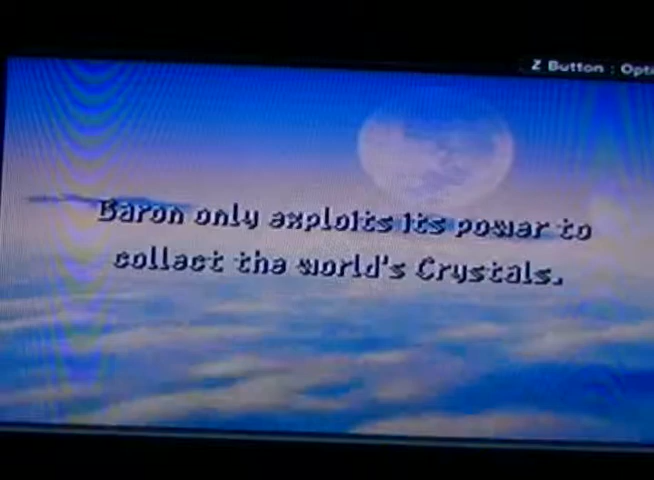 Z Button : Opti
Baron only exploits its power to
collect the world's Crystals.